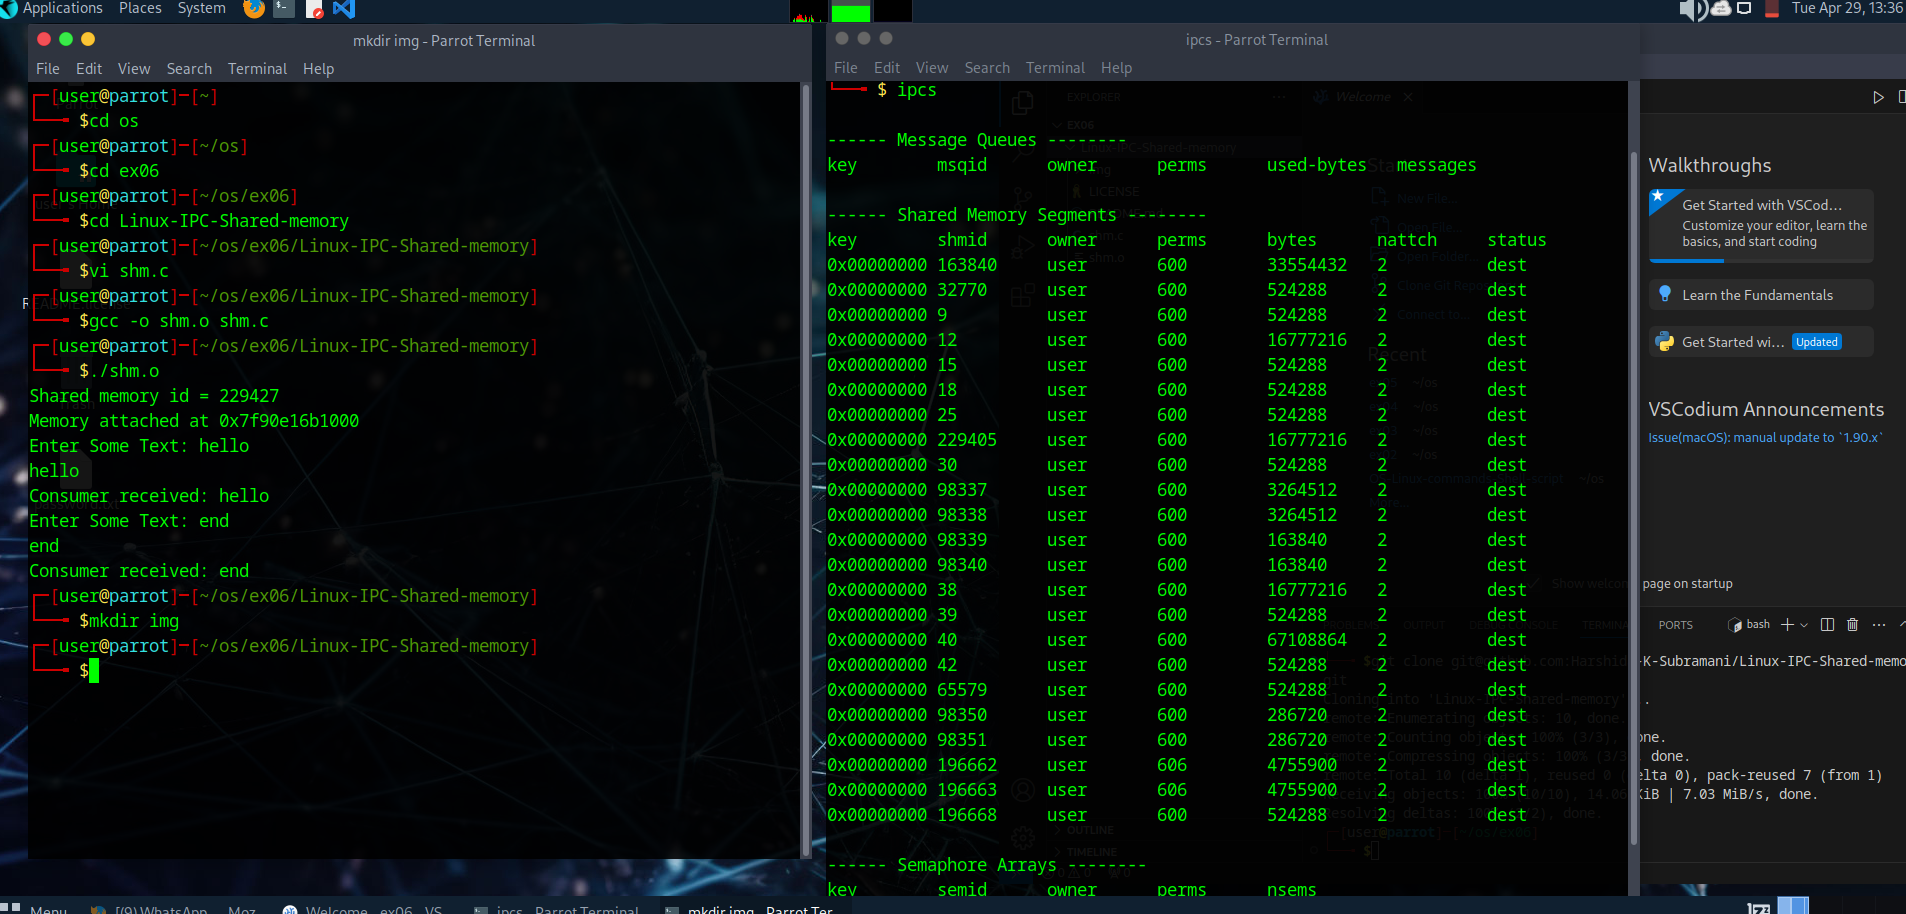 Applications Places System
Tue Apr 29, 13:36
mkdir img - Parrot Terminal
File Edit View Search Terminal Help
┌─[user@parrot]─[~]
└──╼ $cd os
┌─[user@parrot]─[~/os]
└──╼ $cd ex06
┌─[user@parrot]─[~/os/ex06]
└──╼ $cd Linux-IPC-Shared-memory
┌─[user@parrot]─[~/os/ex06/Linux-IPC-Shared-memory]
└──╼ $vi shm.c
┌─[user@parrot]─[~/os/ex06/Linux-IPC-Shared-memory]
└──╼ $gcc -o shm.o shm.c
┌─[user@parrot]─[~/os/ex06/Linux-IPC-Shared-memory]
└──╼ $./shm.o
Shared memory id = 229427
Memory attached at 0x7f90e16b1000
Enter Some Text: hello
hello
Consumer received: hello
Enter Some Text: end
end
Consumer received: end
┌─[user@parrot]─[~/os/ex06/Linux-IPC-Shared-memory]
└──╼ $mkdir img
┌─[user@parrot]─[~/os/ex06/Linux-IPC-Shared-memory]
└──╼ $
ipcs - Parrot Terminal
File Edit View Search Terminal Help
└──╼ $ ipcs
------ Message Queues --------
key msqid owner perms used-bytes messages
------ Shared Memory Segments --------
key shmid owner perms bytes nattch status
0x00000000 163840 user 600 33554432 2 dest
0x00000000 32770 user 600 524288 2 dest
0x00000000 9 user 600 524288 2 dest
0x00000000 12 user 600 16777216 2 dest
0x00000000 15 user 600 524288 2 dest
0x00000000 18 user 600 524288 2 dest
0x00000000 25 user 600 524288 2 dest
0x00000000 229405 user 600 16777216 2 dest
0x00000000 30 user 600 524288 2 dest
0x00000000 98337 user 600 3264512 2 dest
0x00000000 98338 user 600 3264512 2 dest
0x00000000 98339 user 600 163840 2 dest
0x00000000 98340 user 600 163840 2 dest
0x00000000 38 user 600 16777216 2 dest
0x00000000 39 user 600 524288 2 dest
0x00000000 40 user 600 67108864 2 dest
0x00000000 42 user 600 524288 2 dest
0x00000000 65579 user 600 524288 2 dest
0x00000000 98350 user 600 286720 2 dest
0x00000000 98351 user 600 286720 2 dest
0x00000000 196662 user 606 4755900 2 dest
0x00000000 196663 user 606 4755900 2 dest
0x00000000 196668 user 600 524288 2 dest
------ Semaphore Arrays --------
key semid owner perms nsems
Walkthroughs
Get Started with VSCod...
Customize your editor, learn the
basics, and start coding
Learn the Fundamentals
Get Started wi... Updated
VSCodium Announcements
Issue(macOS): manual update to `1.90.x`
page on startup
PORTS bash
-K-Subramani/Linux-IPC-Shared-memo
.
one.
, done.
elta 0), pack-reused 7 (from 1)
KiB | 7.03 MiB/s, done.
Menu [(9) WhatsApp — Moz... Welcome - ex06 - VS... ipcs - Parrot Terminal mkdir img - Parrot Ter...